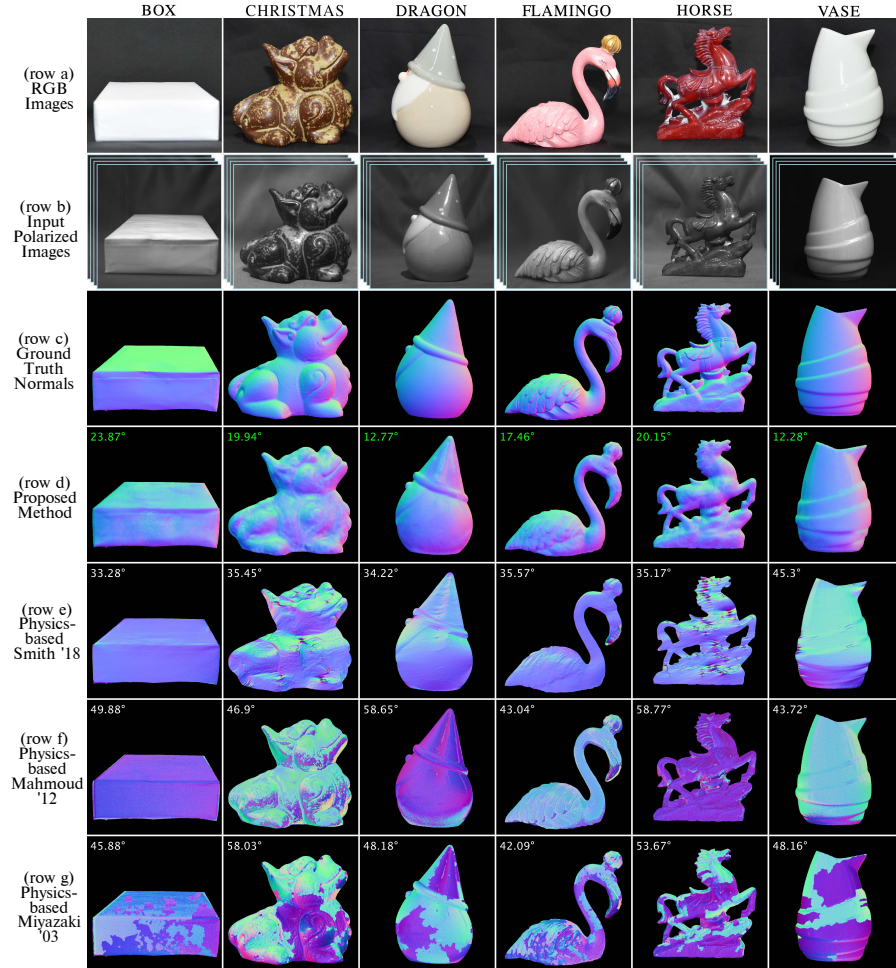 BOX CHRISTMAS DRAGON FLAMINGO HORSE VASE
(row a)
RGB
Images
(row b)
Input
Polarized
Images
(row c)
Ground
Truth
Normals
23.87° 19.94° 12.77° 17.46° 20.15° 12.28°
(row d)
Proposed
Method
33.28° 35.45° 34.22° 35.57° 35.17° 45.3°
(row e)
Physics-
based
Smith '18
49.88° 46.9° 58.65° 43.04° 58.77° 43.72°
(row f)
Physics-
based
Mahmoud
'12
45.88° 58.03° 48.18° 42.09° 53.67° 48.16°
(row g)
Physics-
based
Miyazaki
'03